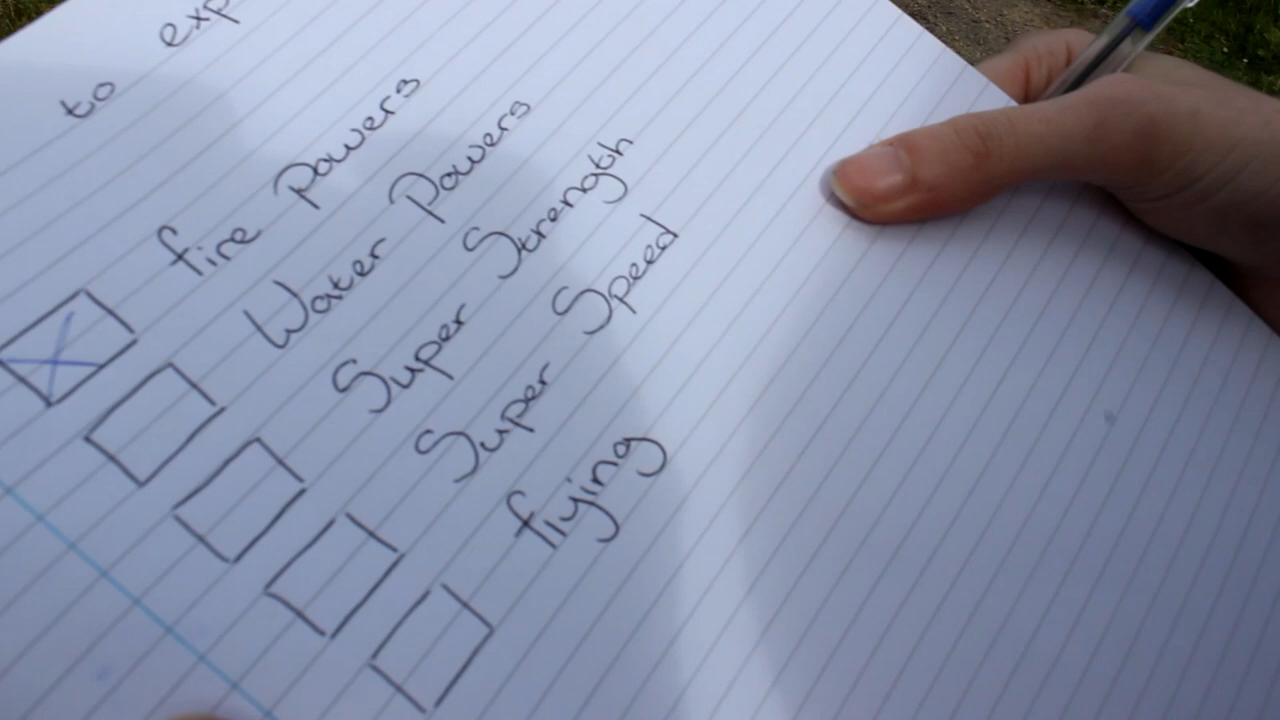 to exp
fire powers
Water Powers
Super Strength
Super Speed
flying